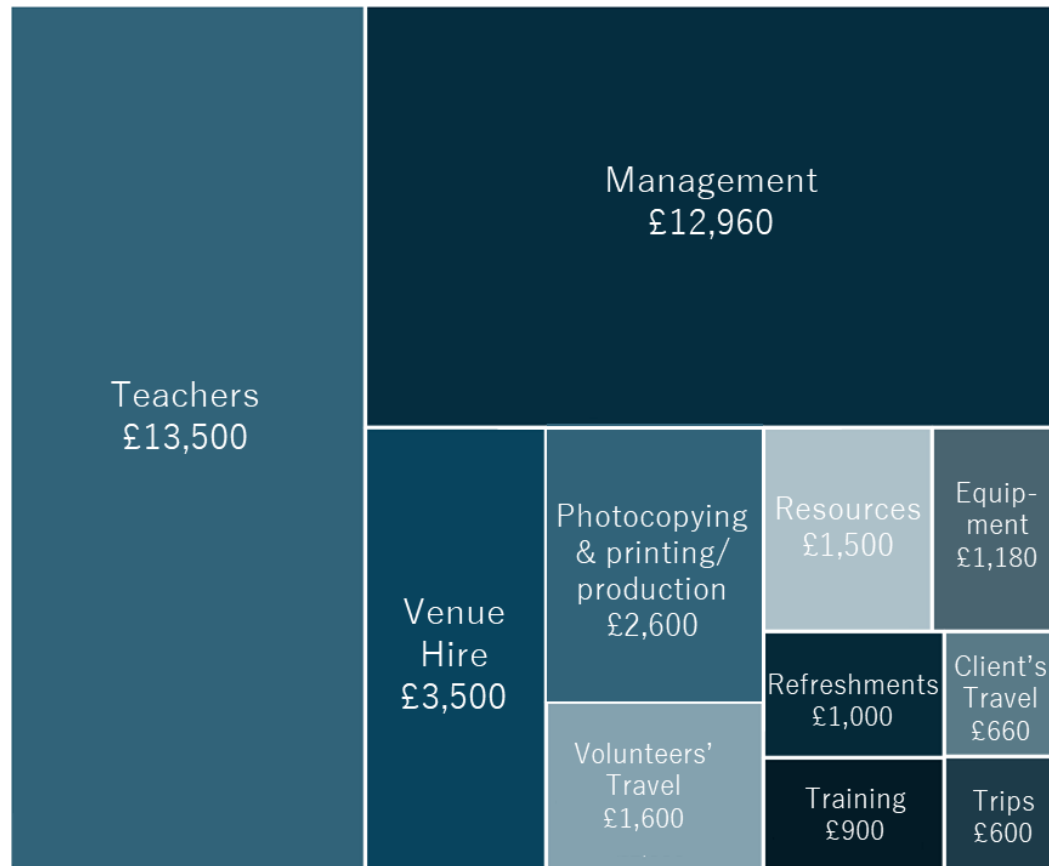 Teachers
£13,500
Management
£12,960
Venue
Hire
£3,500
Photocopying
& printing/
production
£2,600
Volunteers’
Travel
£1,600
Resources
£1,500
Equip-
ment
£1,180
Refreshments
£1,000
Client’s
Travel
£660
Training
£900
Trips
£600